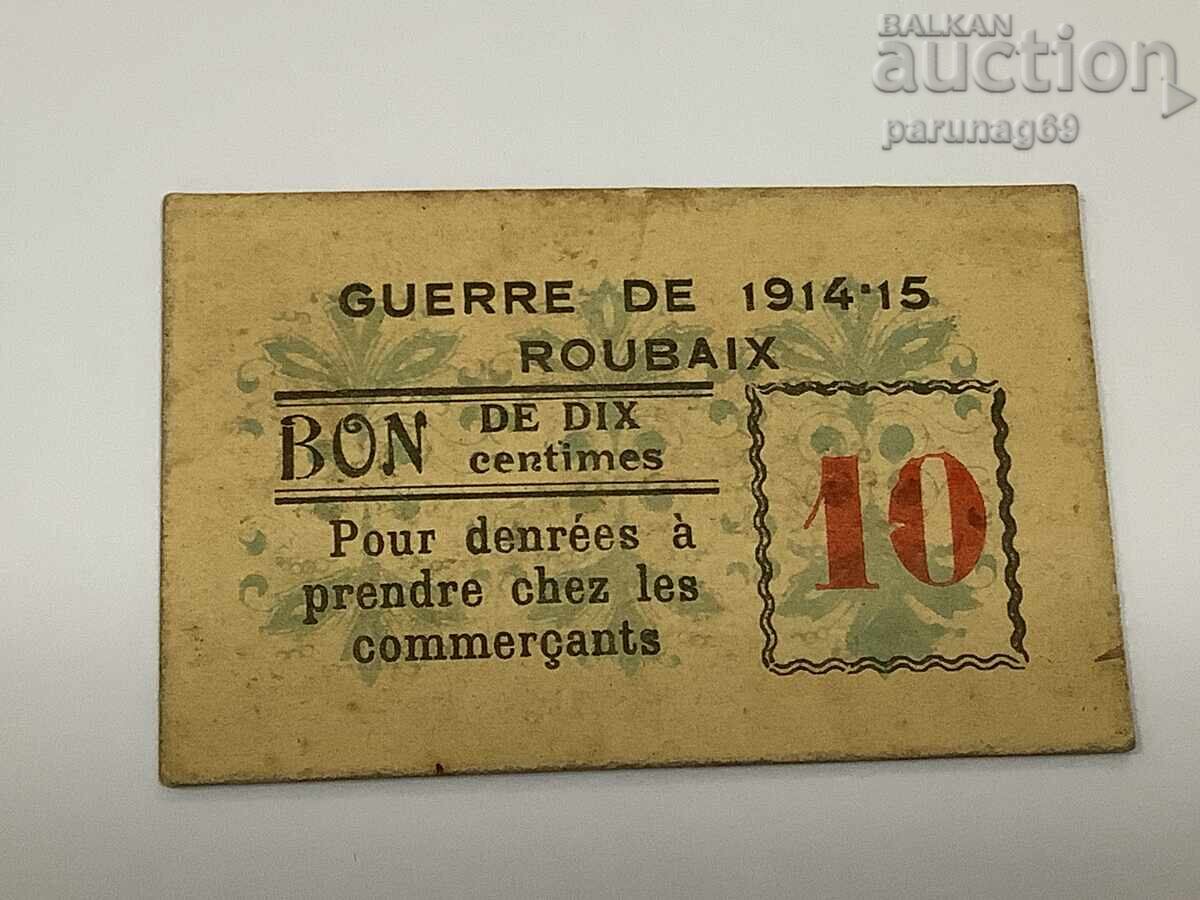 BALKAN
auction
parunag69
GUERRE DE 1914·15
ROUBAIX
BON DE DIX
centimes
10
Pour denrées à
prendre chez les
commerçants